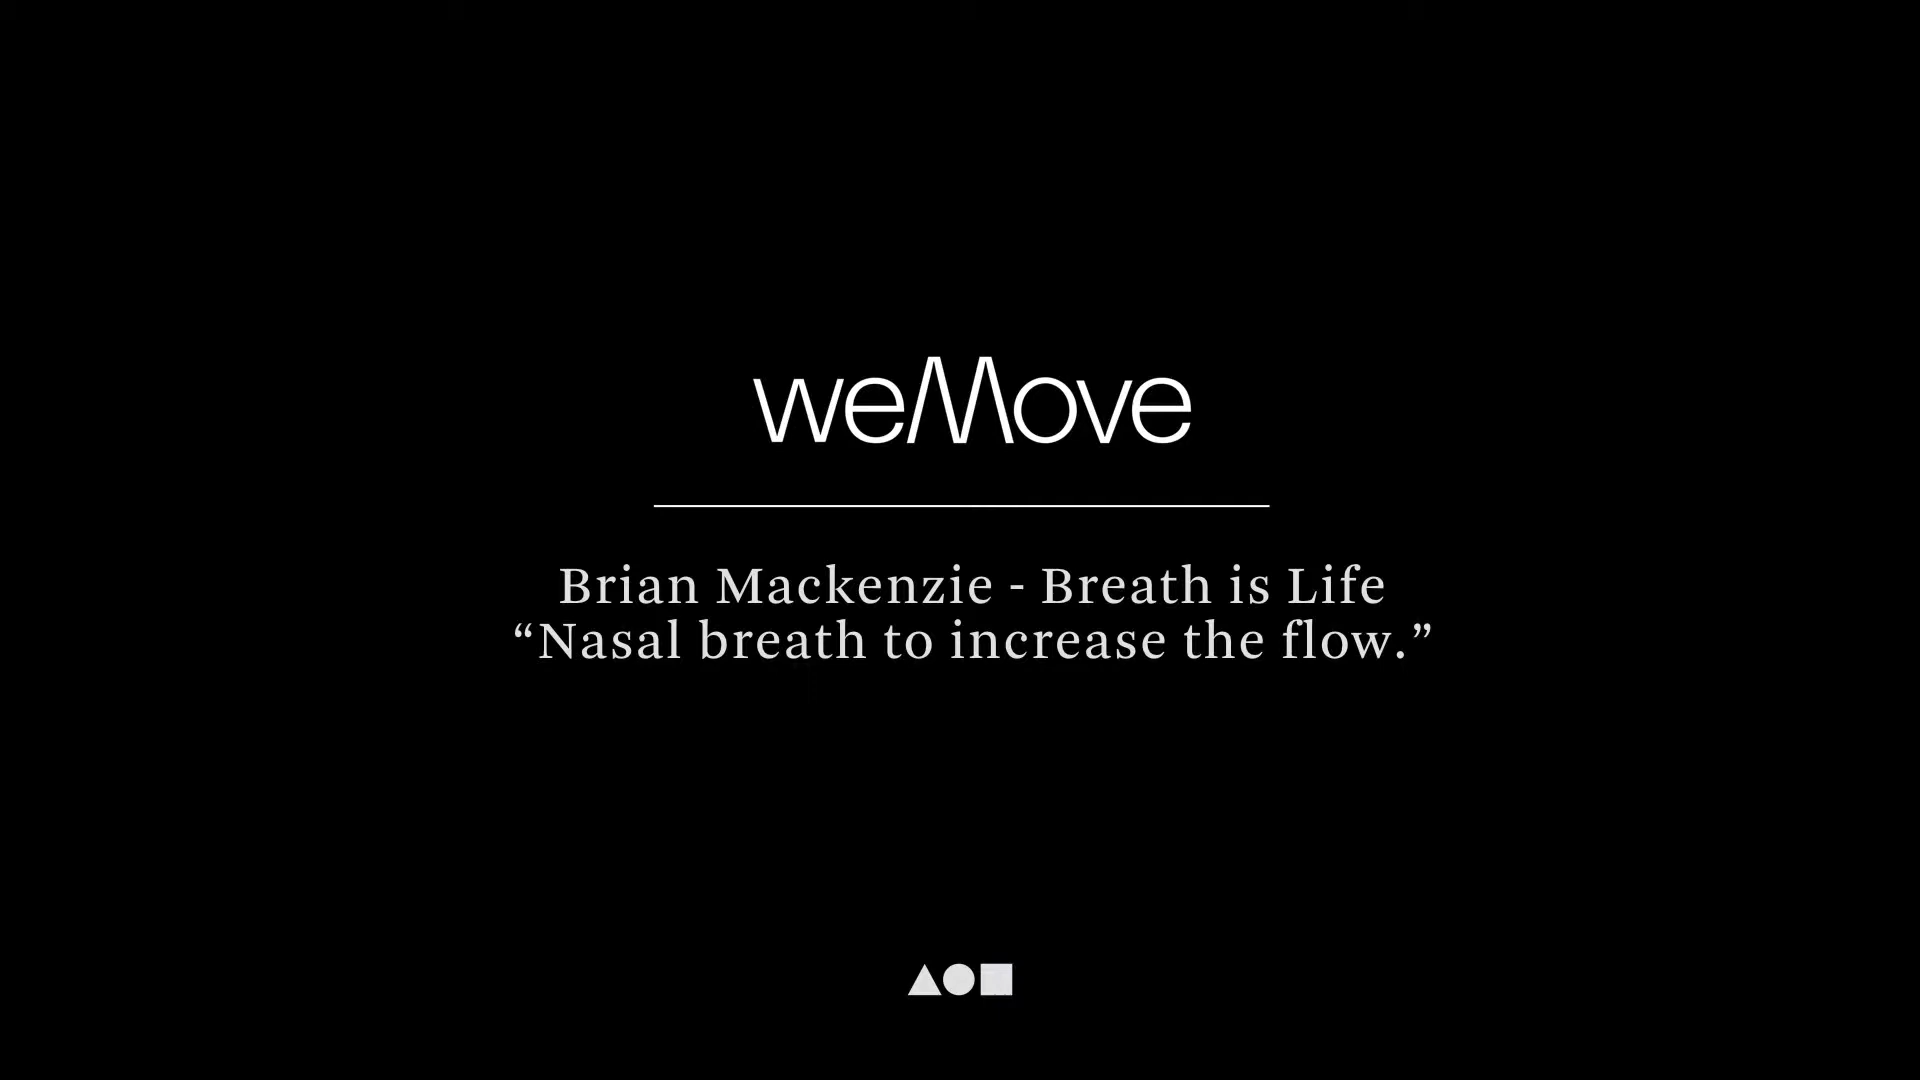 weMove
Brian Mackenzie - Breath is Life
“Nasal breath to increase the flow.”